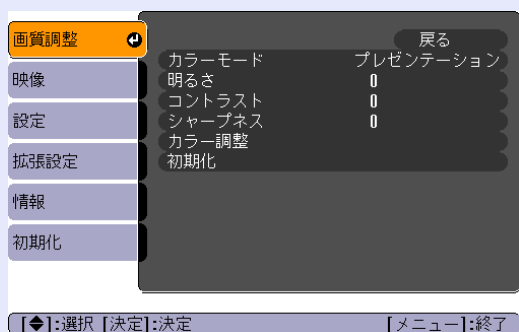 画質調整
映像
設定
拡張設定
情報
初期化
戻る
カラーモード プレゼンテーション
明るさ 0
コントラスト 0
シャープネス 0
カラー調整
初期化
[◆]:選択 [決定]:決定 [メニュー]:終了